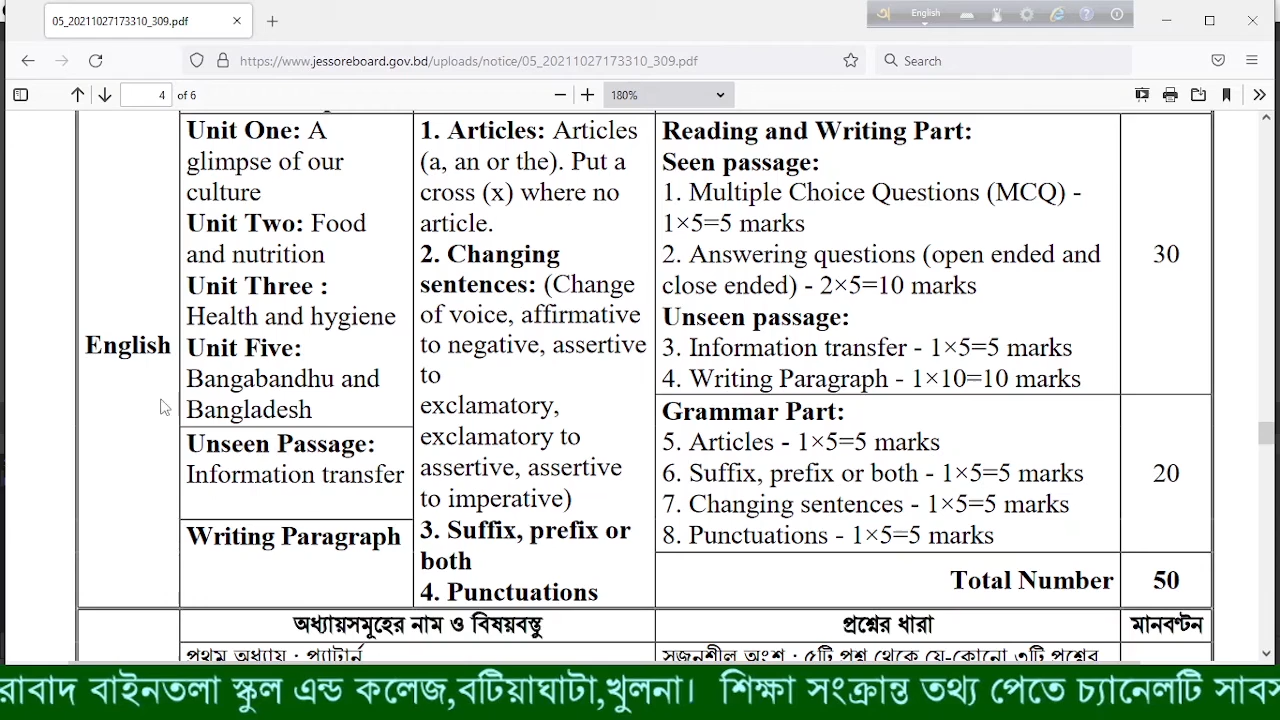 05_20211027173310_309.pdf
English
https://www.jessoreboard.gov.bd/uploads/notice/05_20211027173310_309.pdf
Search
4 of 6
180%
English
Unit One: A
glimpse of our
culture
Unit Two: Food
and nutrition
Unit Three :
Health and hygiene
Unit Five:
Bangabandhu and
Bangladesh
Unseen Passage:
Information transfer
Writing Paragraph
1. Articles: Articles
(a, an or the). Put a
cross (x) where no
article.
2. Changing
sentences: (Change
of voice, affirmative
to negative, assertive
to
exclamatory,
exclamatory to
assertive, assertive
to imperative)
3. Suffix, prefix or
both
4. Punctuations
Reading and Writing Part:
Seen passage:
1. Multiple Choice Questions (MCQ) -
1×5=5 marks
2. Answering questions (open ended and
close ended) - 2×5=10 marks
Unseen passage:
3. Information transfer - 1×5=5 marks
4. Writing Paragraph - 1×10=10 marks
30
Grammar Part:
5. Articles - 1×5=5 marks
6. Suffix, prefix or both - 1×5=5 marks
7. Changing sentences - 1×5=5 marks
8. Punctuations - 1×5=5 marks
20
Total Number 50
অধ্যায়সমূহের নাম ও বিষয়বস্তু প্রশ্নের ধারা মানবণ্টন
প্রথম অধ্যায় : প্যাটার্ন
সৃজনশীল অংশ : ৫টি প্রশ্ন থেকে যে-কোনো ৩টি প্রশ্নের
রাবাদ বাইনতলা স্কুল এন্ড কলেজ,বটিয়াঘাটা,খুলনা। শিক্ষা সংক্রান্ত তথ্য পেতে চ্যানেলটি সাবস